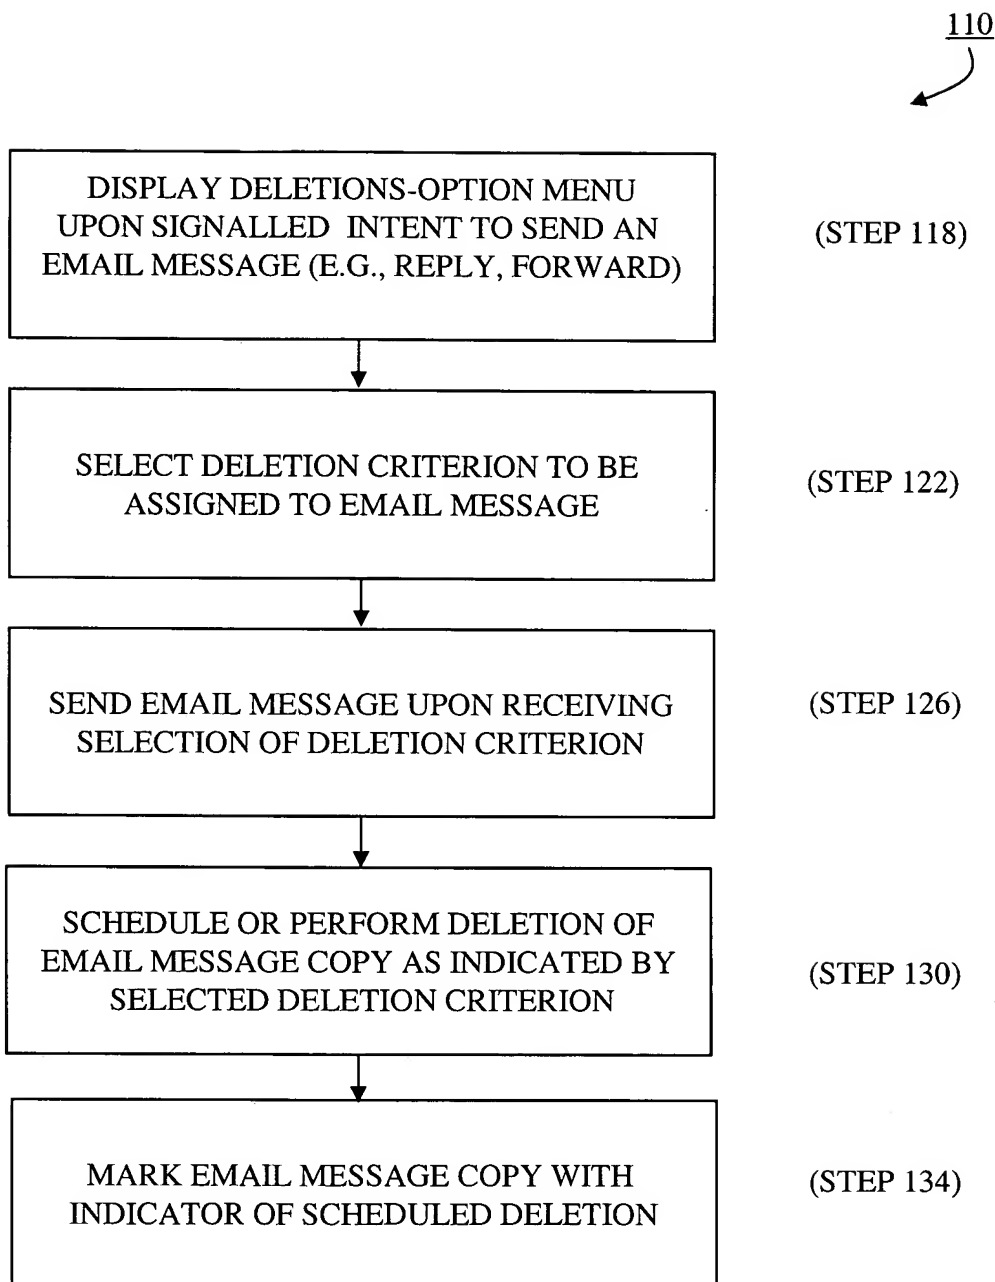 110
DISPLAY DELETIONS-OPTION MENU
UPON SIGNALLED INTENT TO SEND AN
EMAIL MESSAGE (E.G., REPLY, FORWARD)
(STEP 118)
SELECT DELETION CRITERION TO BE
ASSIGNED TO EMAIL MESSAGE
(STEP 122)
SEND EMAIL MESSAGE UPON RECEIVING
SELECTION OF DELETION CRITERION
(STEP 126)
SCHEDULE OR PERFORM DELETION OF
EMAIL MESSAGE COPY AS INDICATED BY
SELECTED DELETION CRITERION
(STEP 130)
MARK EMAIL MESSAGE COPY WITH
INDICATOR OF SCHEDULED DELETION
(STEP 134)